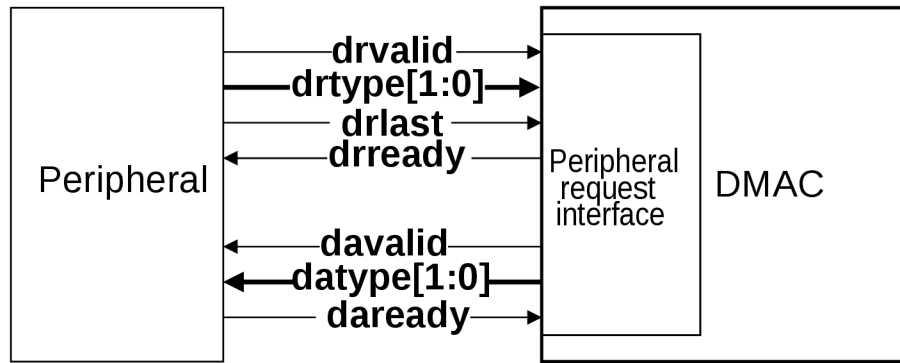 drvalid
drtype[1:0]
drlast
drready
Peripheral
Peripheral
request
interface
DMAC
davalid
datype[1:0]
daready